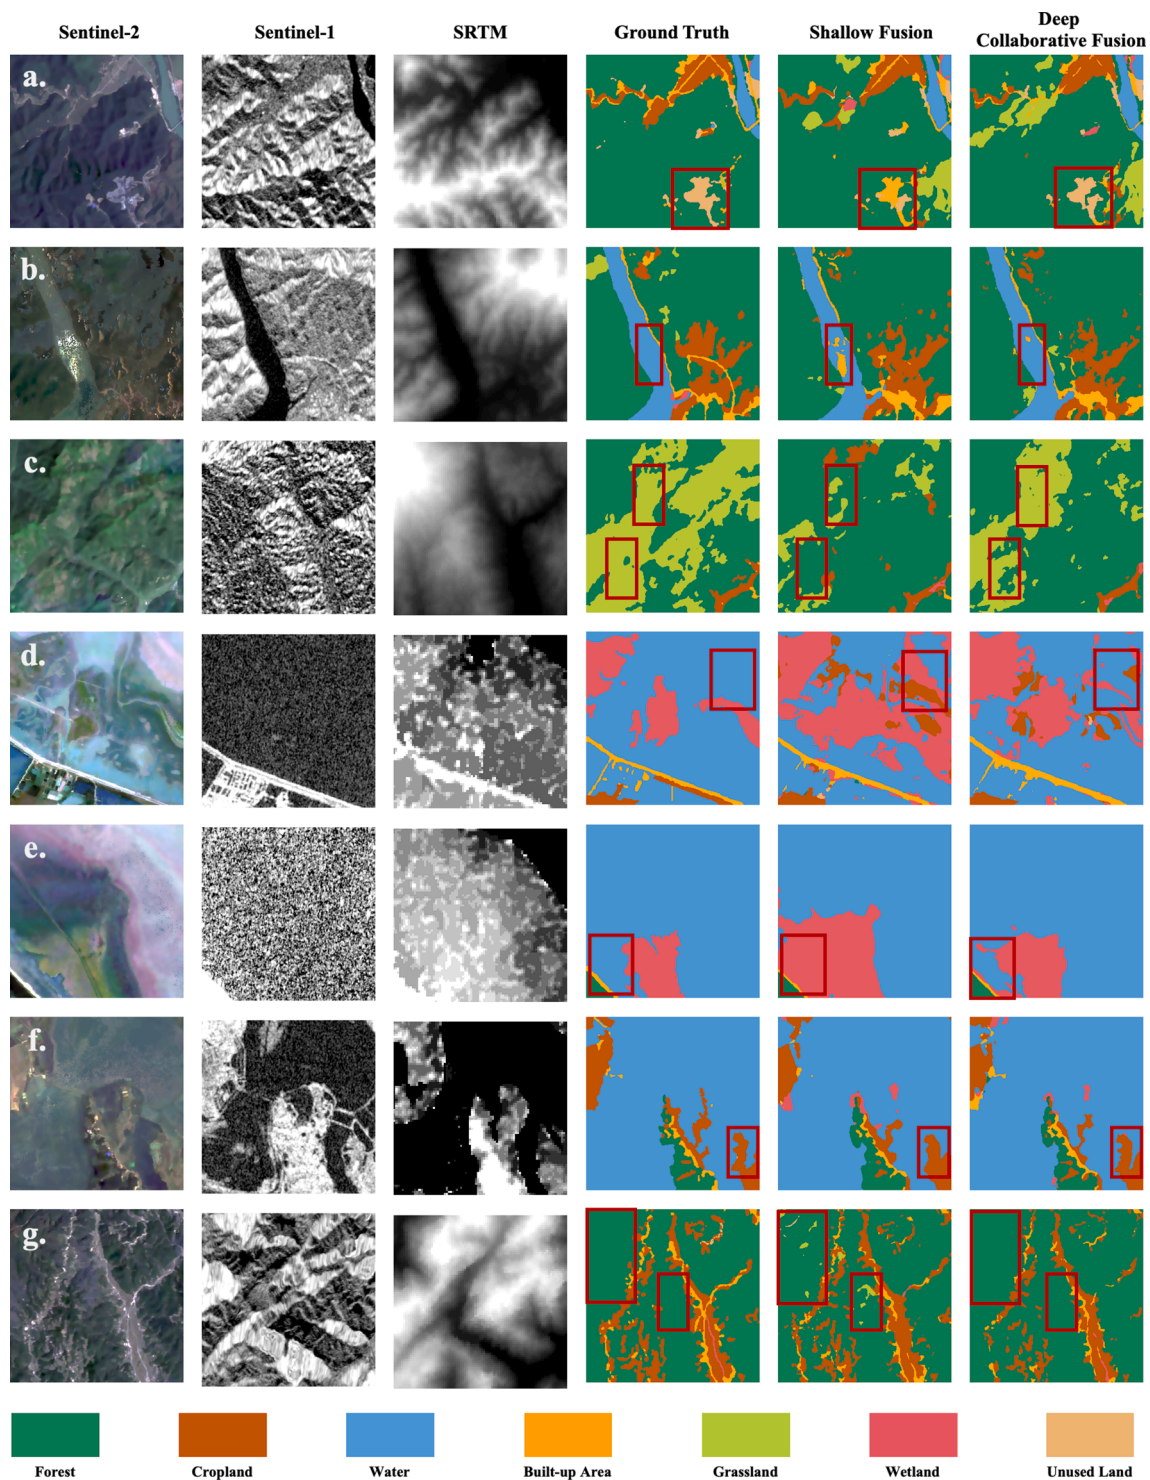 Sentinel-2
Sentinel-1
SRTM
Ground Truth
Shallow Fusion
Deep
Collaborative Fusion
a.
b.
c.
d.
e.
f.
g.
Forest
Cropland
Water
Built-up Area
Grassland
Wetland
Unused Land